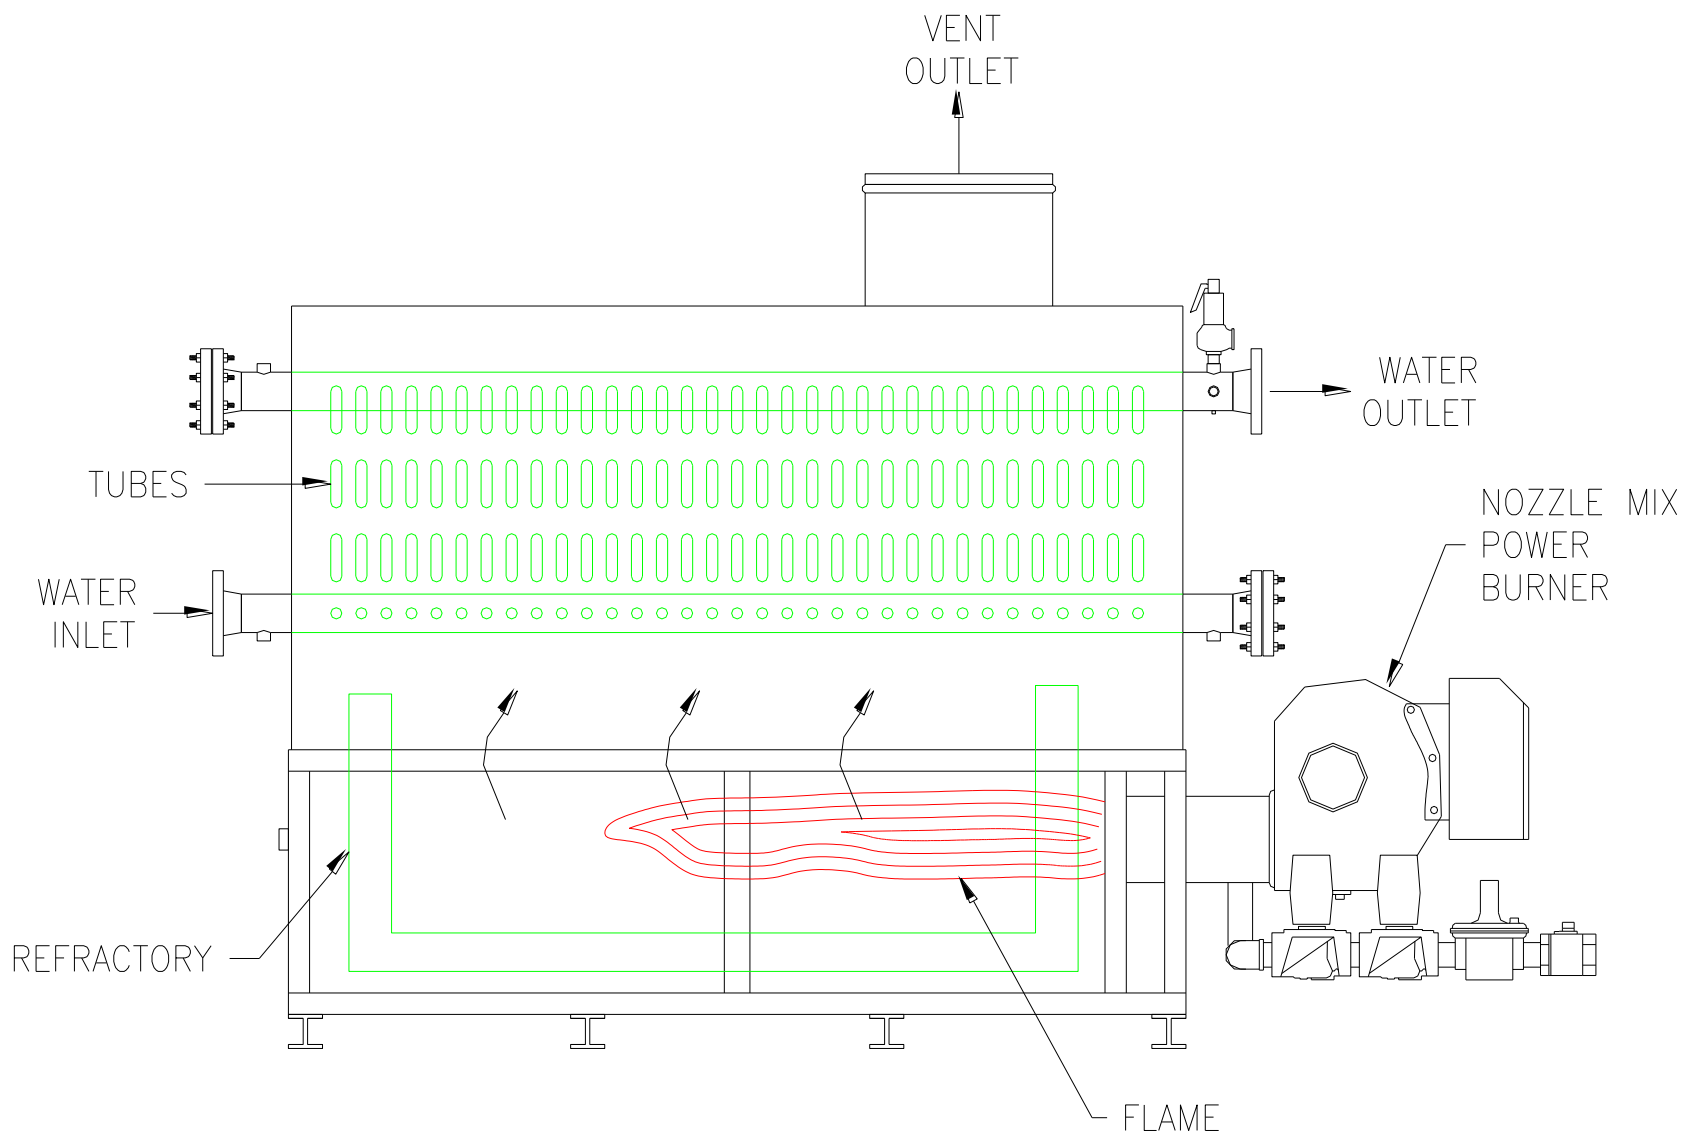 VENT
OUTLET
WATER
OUTLET
TUBES
NOZZLE MIX
POWER
BURNER
WATER
INLET
REFRACTORY
FLAME